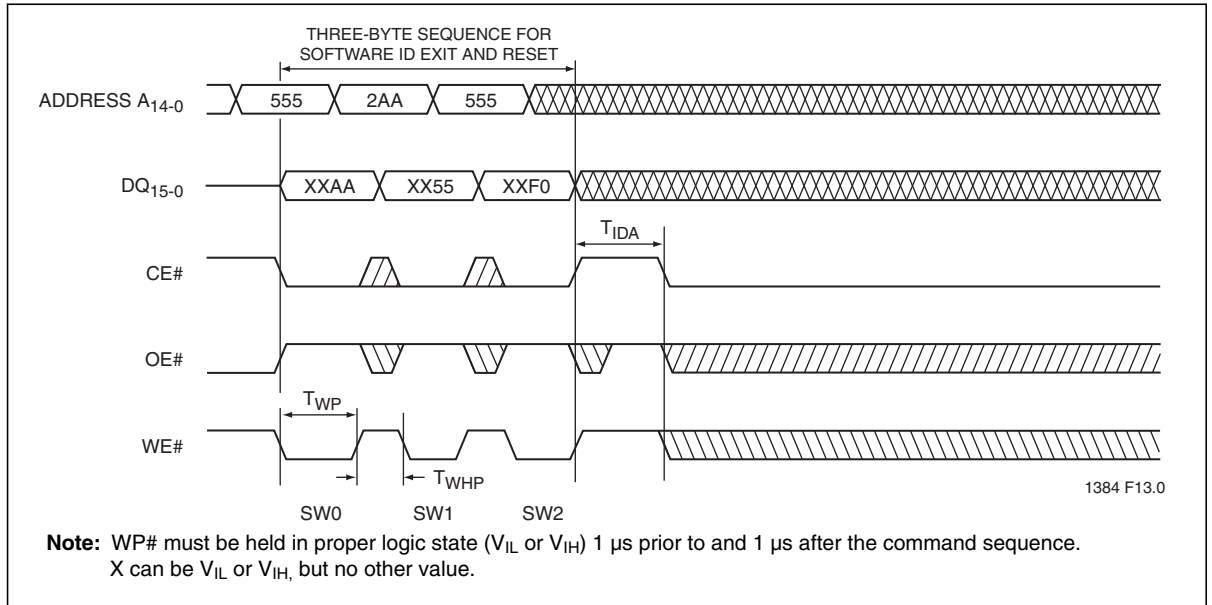 THREE-BYTE SEQUENCE FOR
SOFTWARE ID EXIT AND RESET
ADDRESS A14-0
555 2AA 555
DQ15-0
XXAA XX55 XXF0
TIDA
CE#
OE#
TWP
WE#
TWHP
1384 F13.0
SW0 SW1 SW2
Note: WP# must be held in proper logic state (VIL or VIH) 1 µs prior to and 1 µs after the command sequence.
X can be VIL or VIH, but no other value.